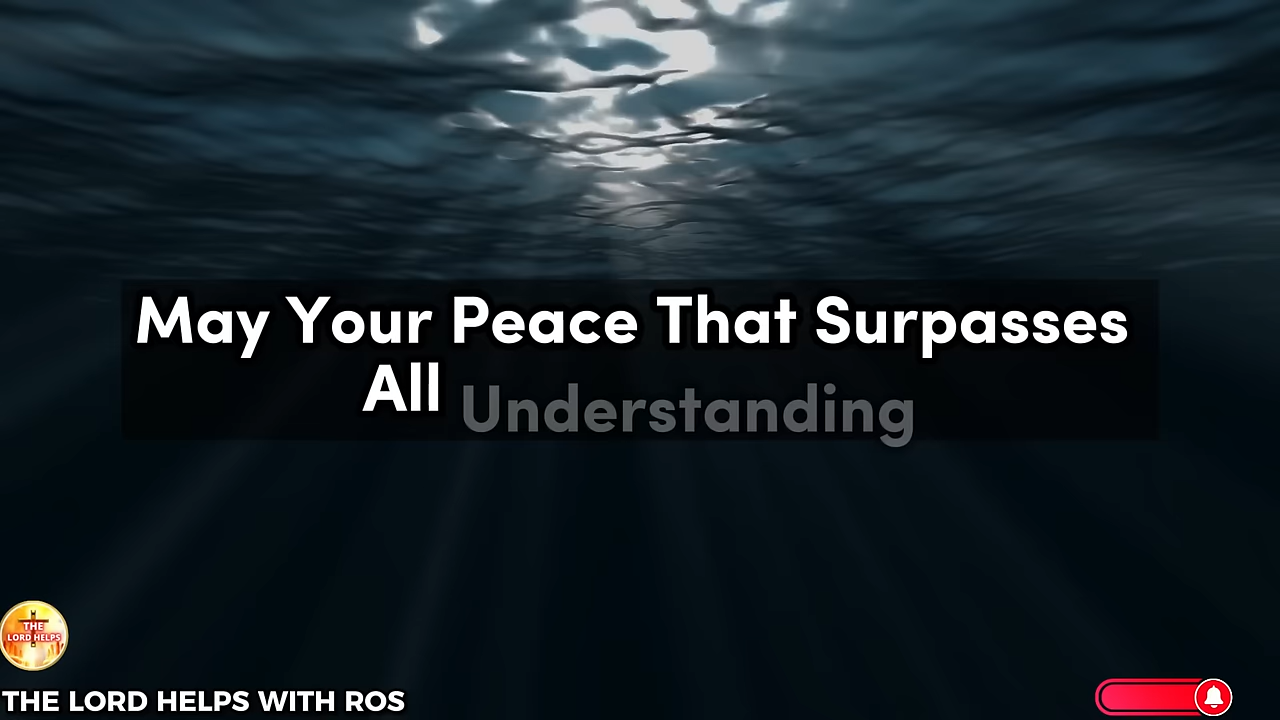 May Your Peace That Surpasses
All Understanding
THE
LORD HELPS
THE LORD HELPS WITH ROS